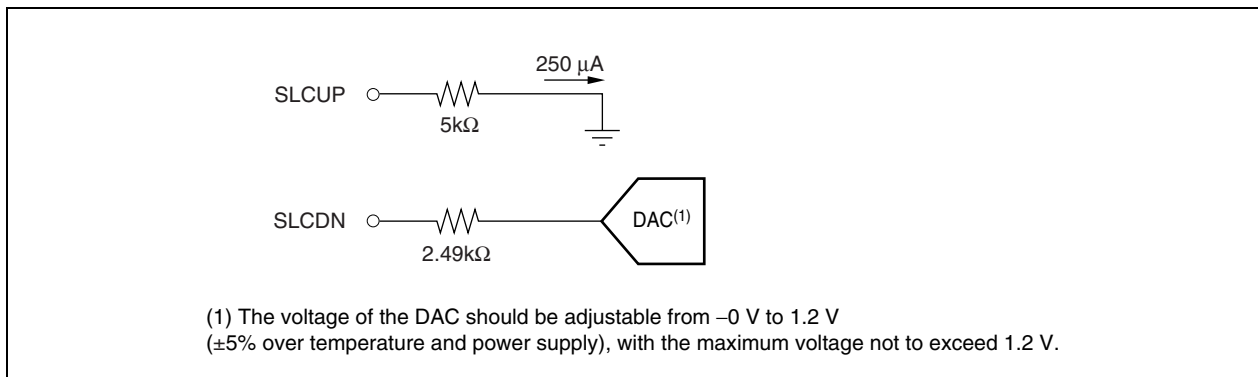 250 μA
SLCUP
5kΩ
SLCDN
DAC(1)
2.49kΩ
(1) The voltage of the DAC should be adjustable from –0 V to 1.2 V
(±5% over temperature and power supply), with the maximum voltage not to exceed 1.2 V.